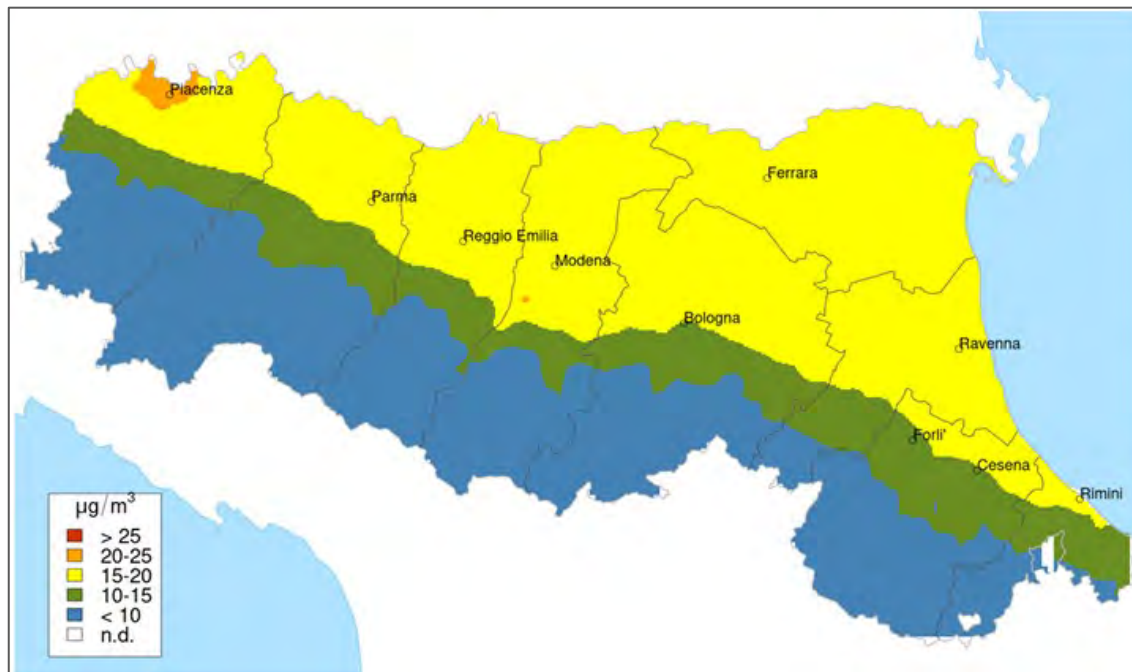 Piacenza
Ferrara
Parma
Reggio Emilia
Modena
Bologna
Ravenna
Forli'
Cesena
Rimini
µg/m³
> 25
20-25
15-20
10-15
< 10
n.d.